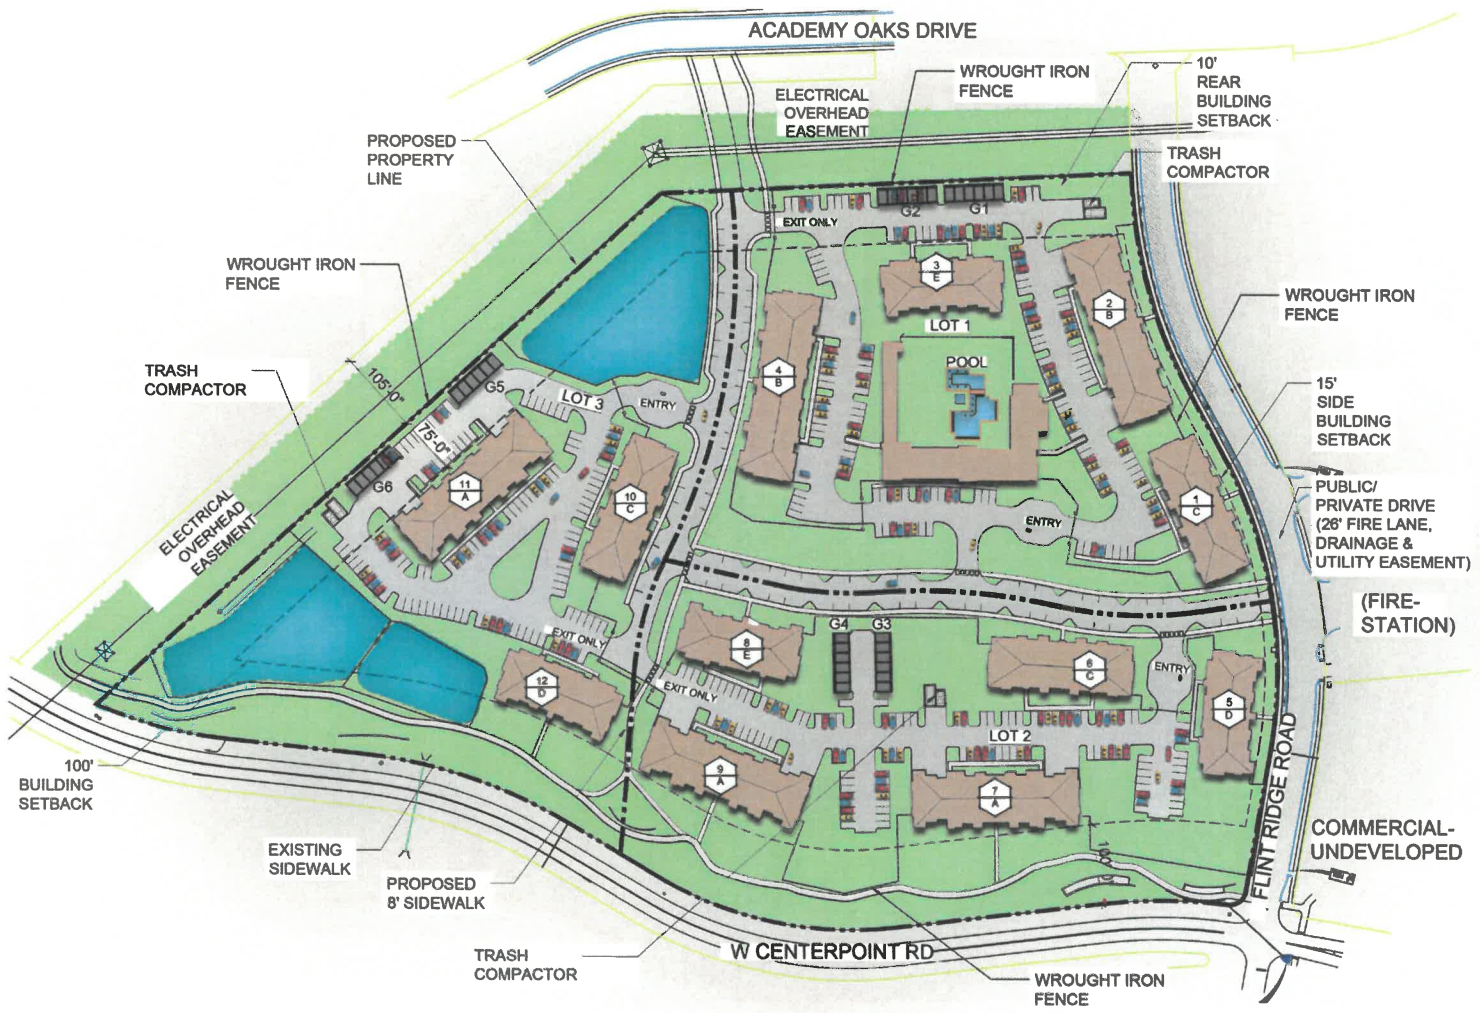 ACADEMY OAKS DRIVE
WROUGHT IRON
FENCE
10'
REAR
BUILDING
SETBACK
ELECTRICAL
OVERHEAD
EASEMENT
PROPOSED
PROPERTY
LINE
TRASH
COMPACTOR
G2
G1
EXIT ONLY
WROUGHT IRON
FENCE
3
E
2
B
WROUGHT IRON
FENCE
LOT 1
POOL
4
B
TRASH
COMPACTOR
105'-0"
G5
LOT 3
ENTRY
15'
SIDE
BUILDING
SETBACK
75'-0"
G6
11
A
10
C
1
C
PUBLIC/
PRIVATE DRIVE
(26' FIRE LANE,
DRAINAGE &
UTILITY EASEMENT)
ELECTRICAL
OVERHEAD
EASEMENT
ENTRY
(FIRE-
STATION)
EXIT ONLY
8
E
G4
G3
6
C
ENTRY
12
D
EXIT ONLY
5
D
LOT 2
9
A
7
A
100'
BUILDING
SETBACK
FLINT RIDGE ROAD
COMMERCIAL-
UNDEVELOPED
EXISTING
SIDEWALK
PROPOSED
8' SIDEWALK
TRASH
COMPACTOR
W CENTERPOINT RD
WROUGHT IRON
FENCE